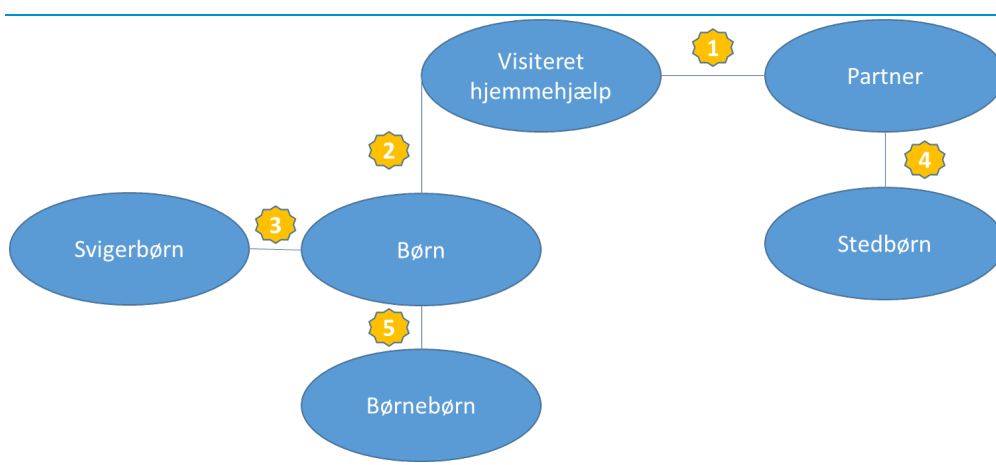 1
Visiteret
hjemmehjælp
Partner
2
4
3
Svigerbørn
Børn
Stedbørn
5
Børnebørn